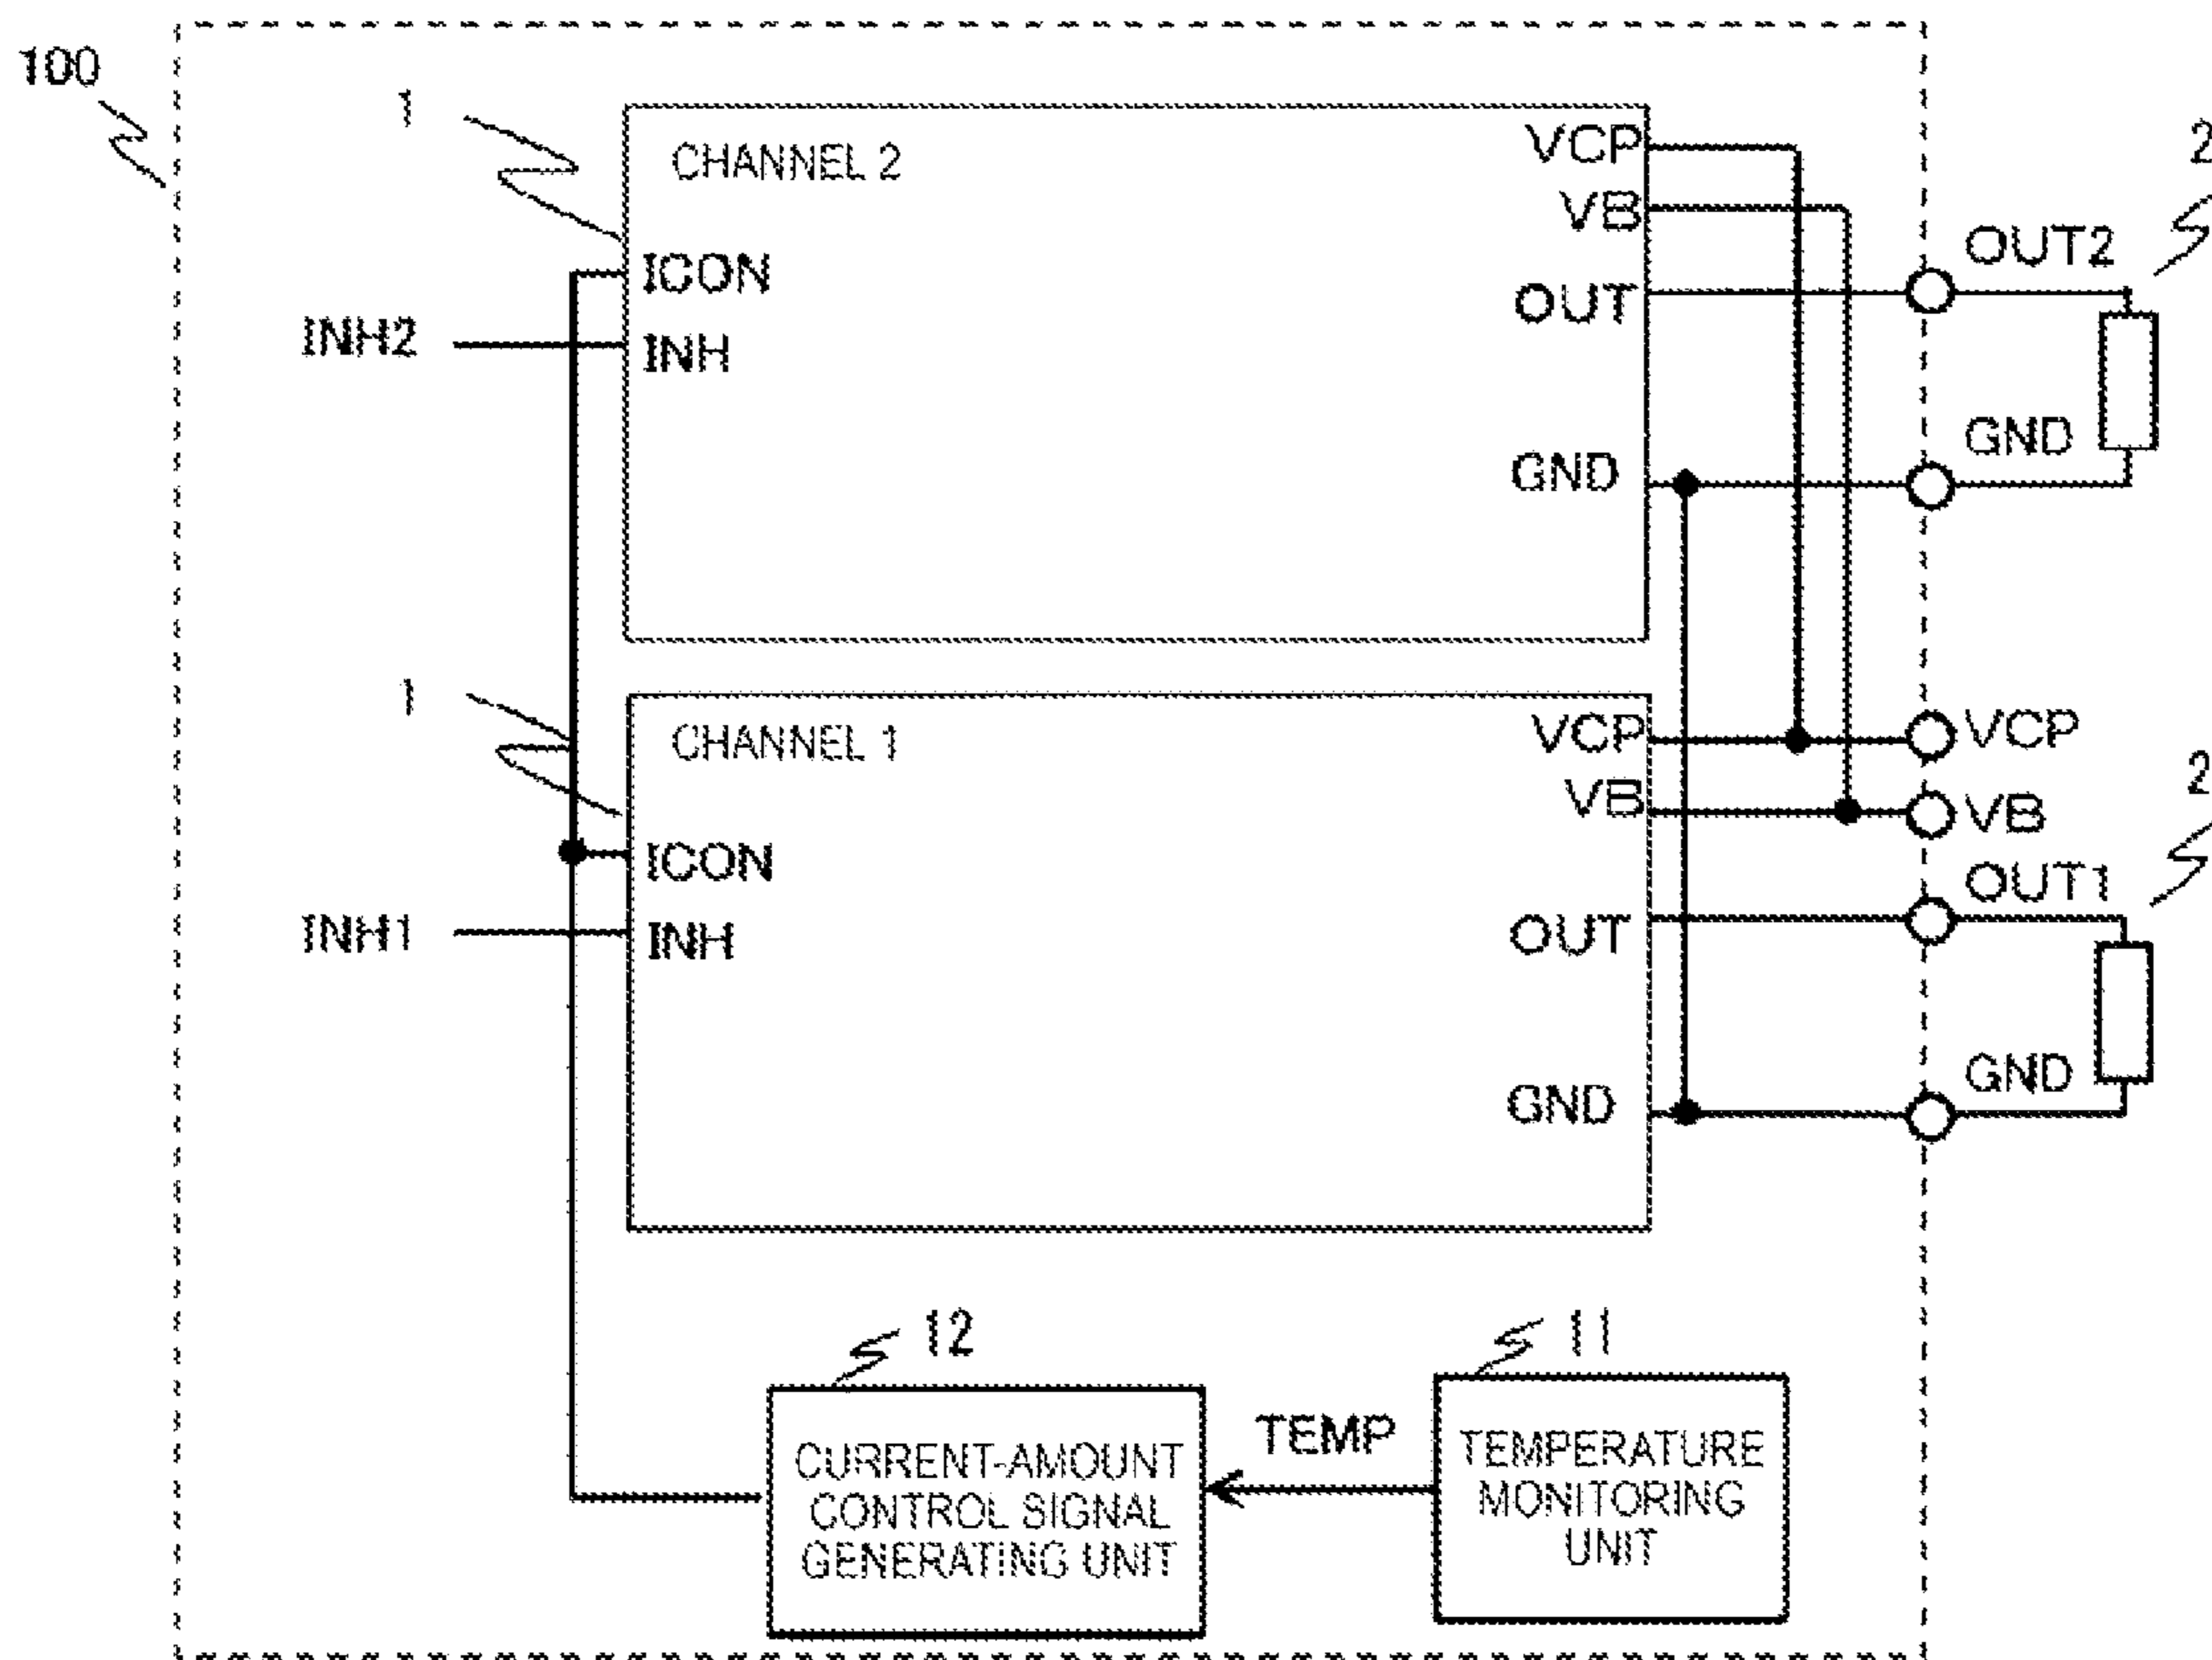 100
1
CHANNEL 2
VCP
VB
ICON
OUT
INH2
INH
GND
OUT2
GND
2
1
CHANNEL 1
VCP
VB
ICON
OUT
INH1
INH
GND
VCP
VB
OUT1
GND
2
12
11
CURRENT-AMOUNT
CONTROL SIGNAL
GENERATING UNIT
TEMP
TEMPERATURE
MONITORING
UNIT